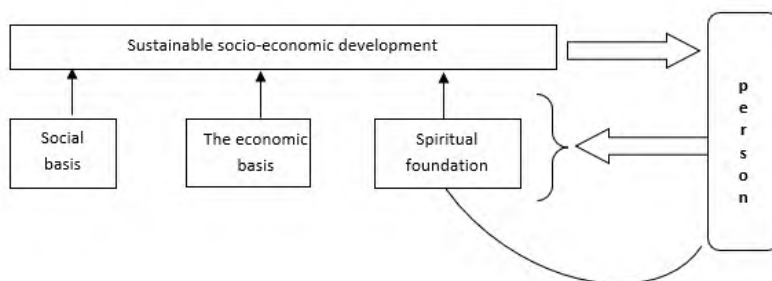 Sustainable socio-economic development
Social
basis
The economic
basis
Spiritual
foundation
p
e
r
s
o
n